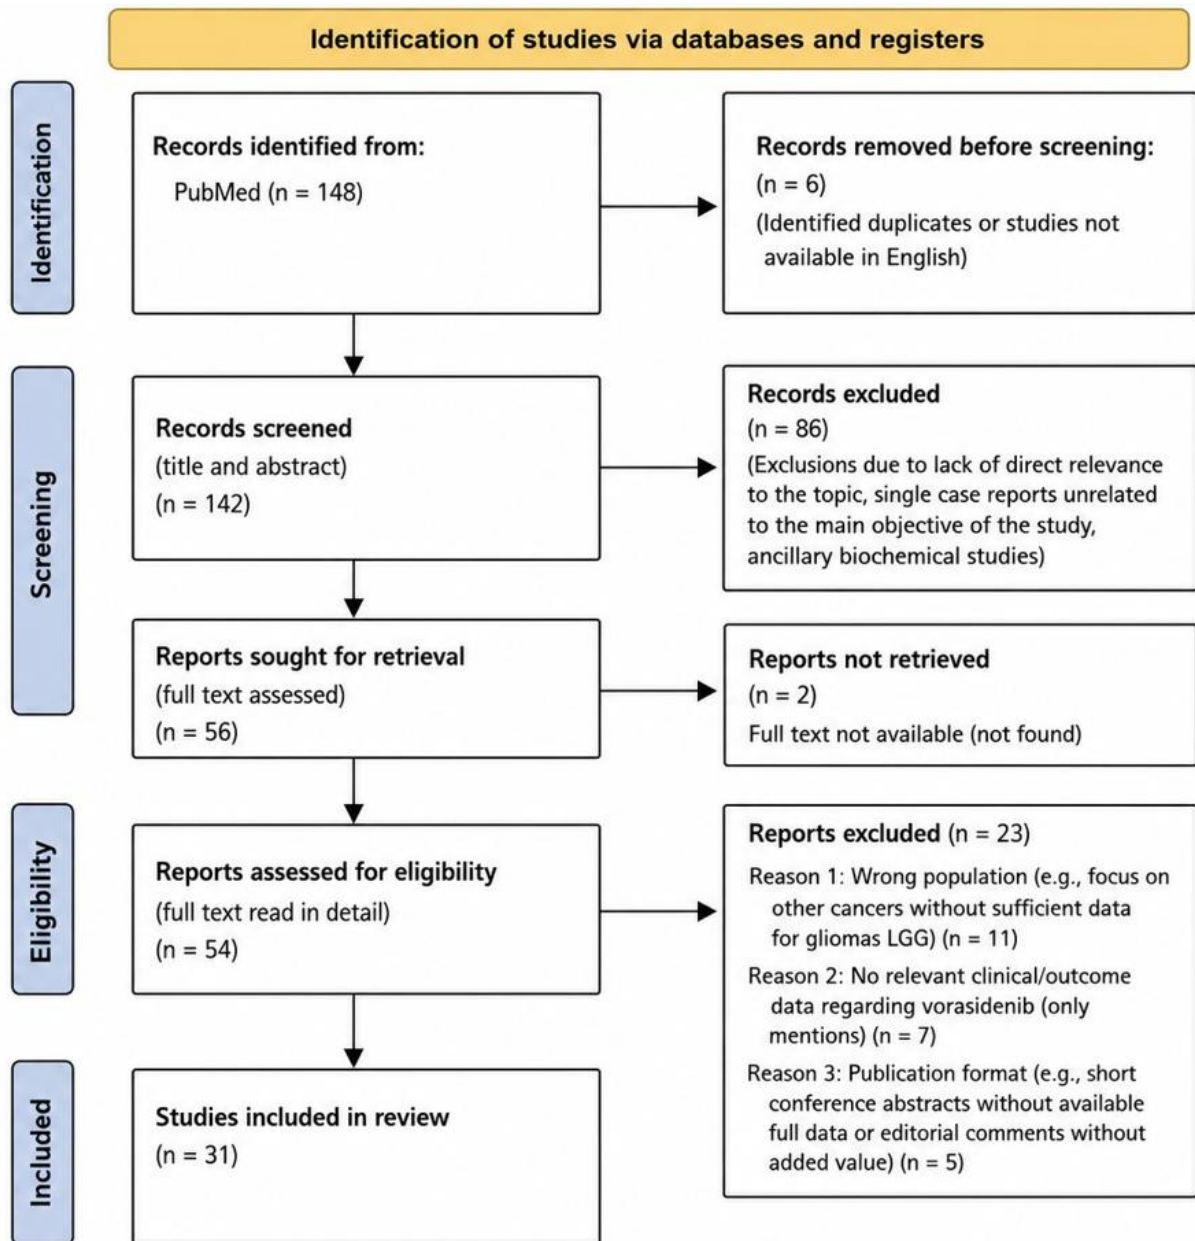 Identification of studies via databases and registers
Identification
Records identified from:
PubMed (n = 148)
Records removed before screening:
(n = 6)
(Identified duplicates or studies not
available in English)
Screening
Records screened
(title and abstract)
(n = 142)
Records excluded
(n = 86)
(Exclusions due to lack of direct relevance
to the topic, single case reports unrelated
to the main objective of the study,
ancillary biochemical studies)
Reports sought for retrieval
(full text assessed)
(n = 56)
Reports not retrieved
(n = 2)
Full text not available (not found)
Eligibility
Reports assessed for eligibility
(full text read in detail)
(n = 54)
Reports excluded (n = 23)
Reason 1: Wrong population (e.g., focus on
other cancers without sufficient data
for gliomas LGG) (n = 11)
Reason 2: No relevant clinical/outcome
data regarding vorasidenib (only
mentions) (n = 7)
Reason 3: Publication format (e.g., short
conference abstracts without available
full data or editorial comments without
added value) (n = 5)
Included
Studies included in review
(n = 31)